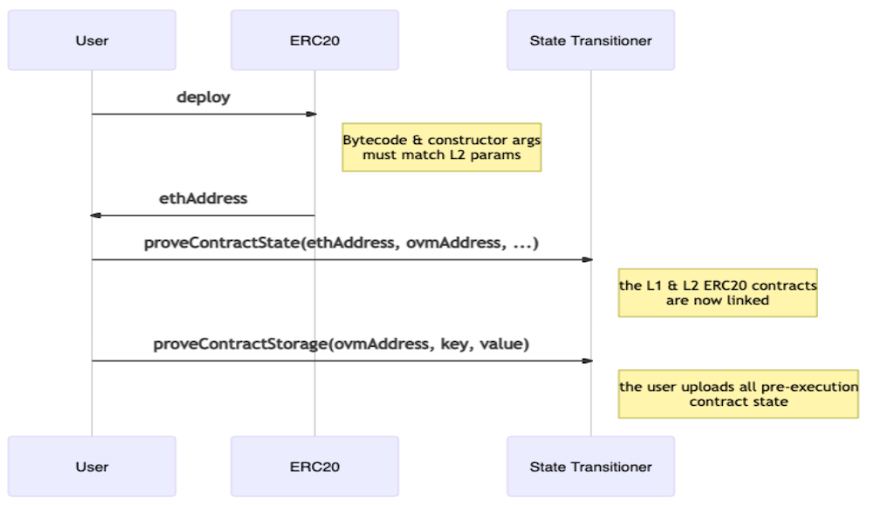 User
ERC20
State Transitioner
deploy
Bytecode & constructor args
must match L2 params
ethAddress
proveContractState(ethAddress, ovmAddress, ...)
the L1 & L2 ERC20 contracts
are now linked
proveContractStorage(ovmAddress, key, value)
the user uploads all pre-execution
contract state
User
ERC20
State Transitioner